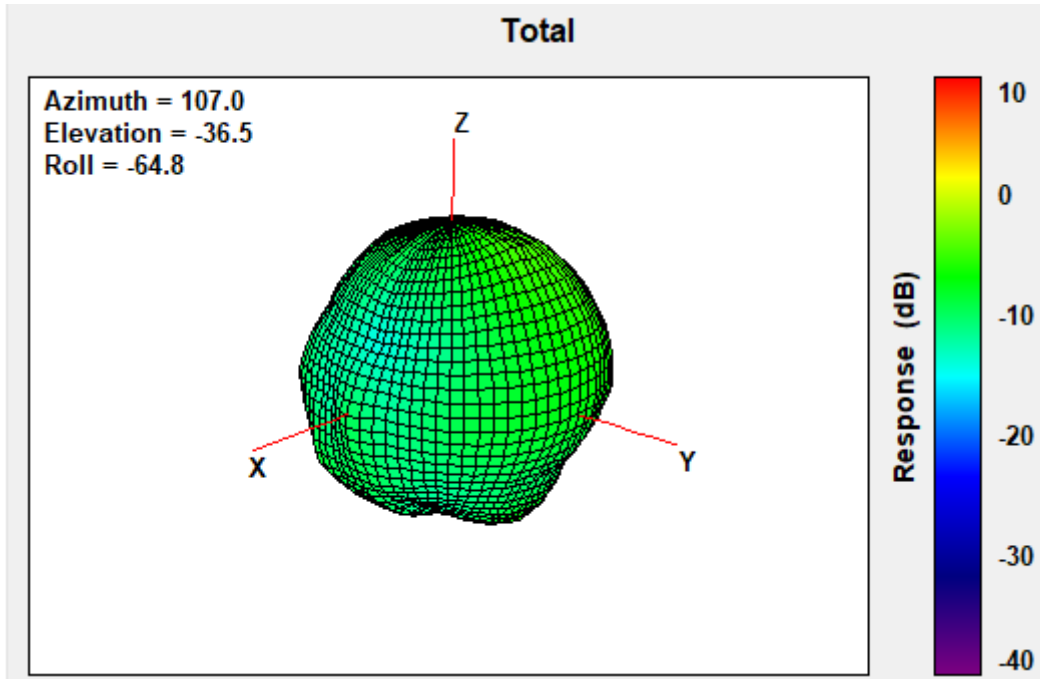 Total
Azimuth = 107.0
Elevation = -36.5
Roll = -64.8
Z
X
Y
10
0
-10
-20
-30
-40
Response (dB)